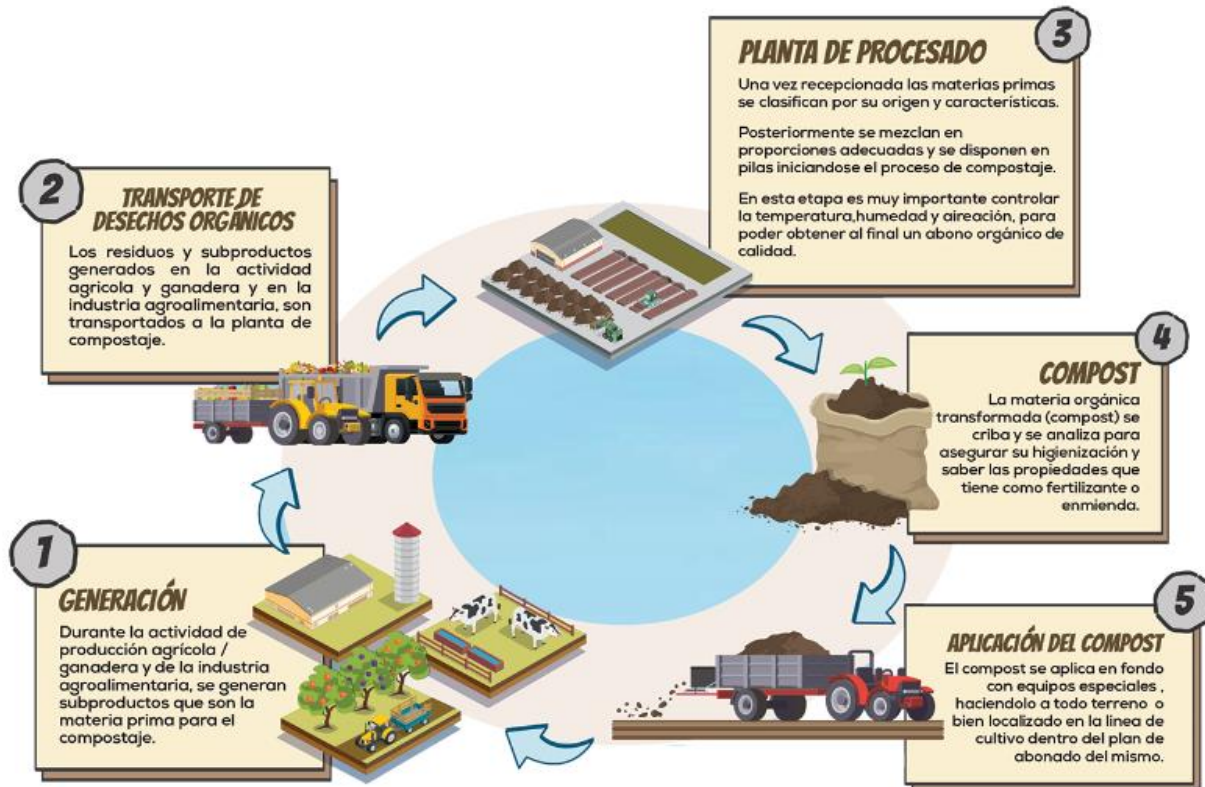 1
GENERACIÓN
Durante la actividad de
producción agrícola /
ganadera y de la industria
agroalimentaria, se generan
subproductos que son la
materia prima para el
compostaje.
2
TRANSPORTE DE
DESECHOS ORGÁNICOS
Los residuos y subproductos
generados en la actividad
agricola y ganadera y en la
industria agroalimentaria, son
transportados a la planta de
compostaje.
3
PLANTA DE PROCESADO
Una vez recepcionada las materias primas
se clasifican por su origen y características.
Posteriormente se mezclan en
proporciones adecuadas y se disponen en
pilas iniciandose el proceso de compostaje.
En esta etapa es muy importante controlar
la temperatura,humedad y aireación, para
poder obtener al final un abono orgánico de
calidad.
4
COMPOST
La materia orgánica
transformada (compost) se
criba y se analiza para
asegurar su higienización y
saber las propiedades que
tiene como fertilizante o
enmienda.
5
APLICACIÓN DEL COMPOST
El compost se aplica en fondo
con equipos especiales ,
haciendolo a todo terreno o
bien localizado en la linea de
cultivo dentro del plan de
abonado del mismo.